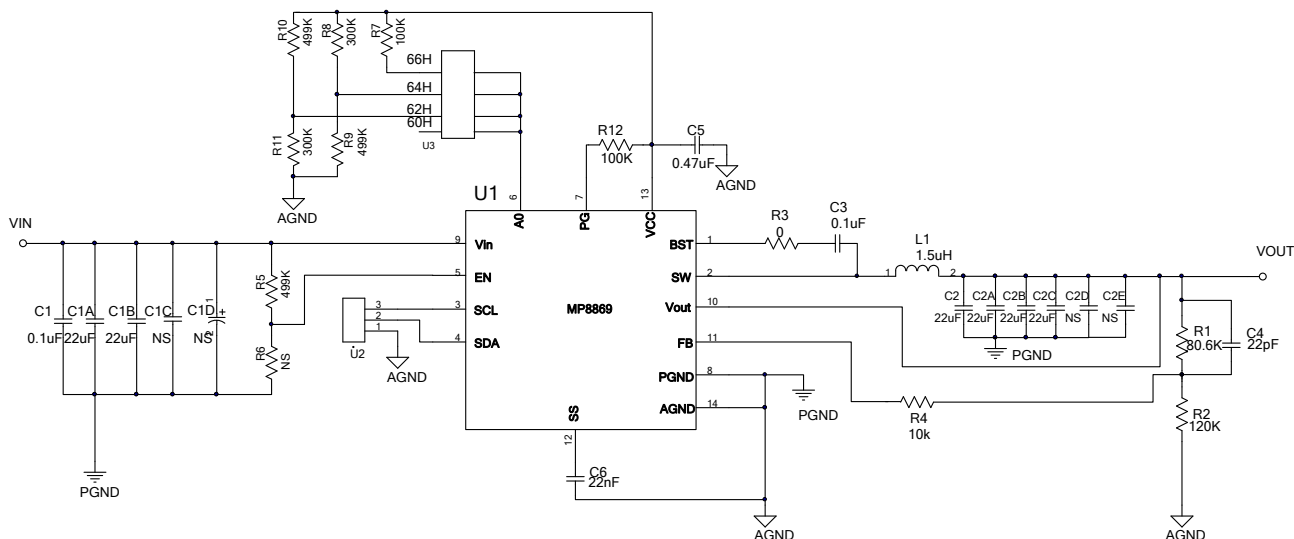 R10
499K
R8
300K
R7
100K
66H
64H
62H
60H
U3
R11
300K
R9
499K
AGND
R12
100K
C5
0.47uF
AGND
U1
6
7
13
A0
PG
VCC
VIN
9
Vin
5
EN
3
SCL
4
SDA
MP8869
BST
1
SW
2
Vout
10
FB
11
PGND
8
AGND
14
SS
12
R3
0
C3
0.1uF
L1
1.5uH
1
2
VOUT
C1
0.1uF
C1A
22uF
C1B
22uF
C1C
NS
C1D
NS
1
+
2
R5
499K
R6
NS
3
2
1
U2
AGND
C2
22uF
C2A
22uF
C2B
22uF
C2C
22uF
C2D
NS
C2E
NS
PGND
R1
80.6K
C4
22pF
PGND
R4
10k
R2
120K
C6
22nF
PGND
AGND
AGND